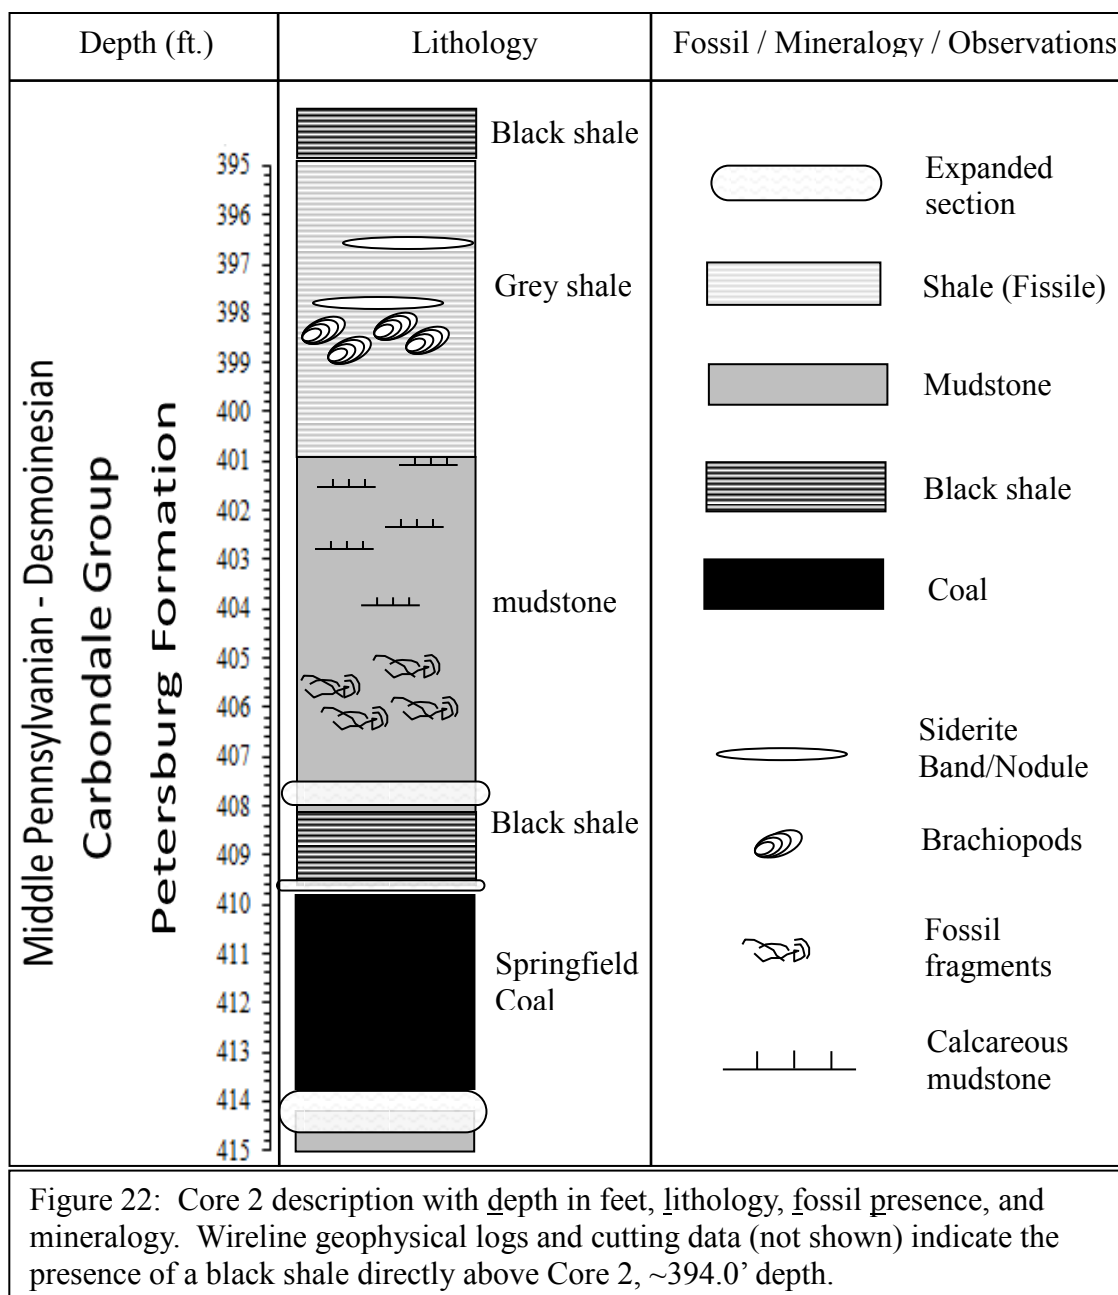 Depth (ft.)
Lithology
Fossil / Mineralogy / Observations
Middle Pennsylvanian - Desmoinesian
Carbondale Group
Petersburg Formation
395
396
397
398
399
400
401
402
403
404
405
406
407
408
409
410
411
412
413
414
415
Black shale
Grey shale
mudstone
Black shale
Springfield
Coal
Expanded
section
Shale (Fissile)
Mudstone
Black shale
Coal
Siderite
Band/Nodule
Brachiopods
Fossil
fragments
Calcareous
mudstone
Figure 22:  Core 2 description with depth in feet, lithology, fossil presence, and
mineralogy.  Wireline geophysical logs and cutting data (not shown) indicate the
presence of a black shale directly above Core 2, ~394.0’ depth.